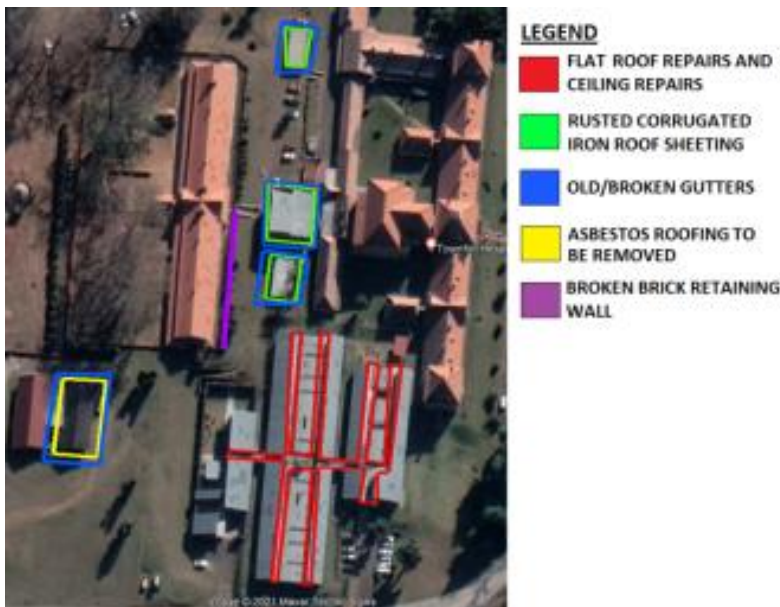 LEGEND
FLAT ROOF REPAIRS AND
CEILING REPAIRS
RUSTED CORRUGATED
IRON ROOF SHEETING
OLD/BROKEN GUTTERS
ASBESTOS ROOFING TO
BE REMOVED
BROKEN BRICK RETAINING
WALL